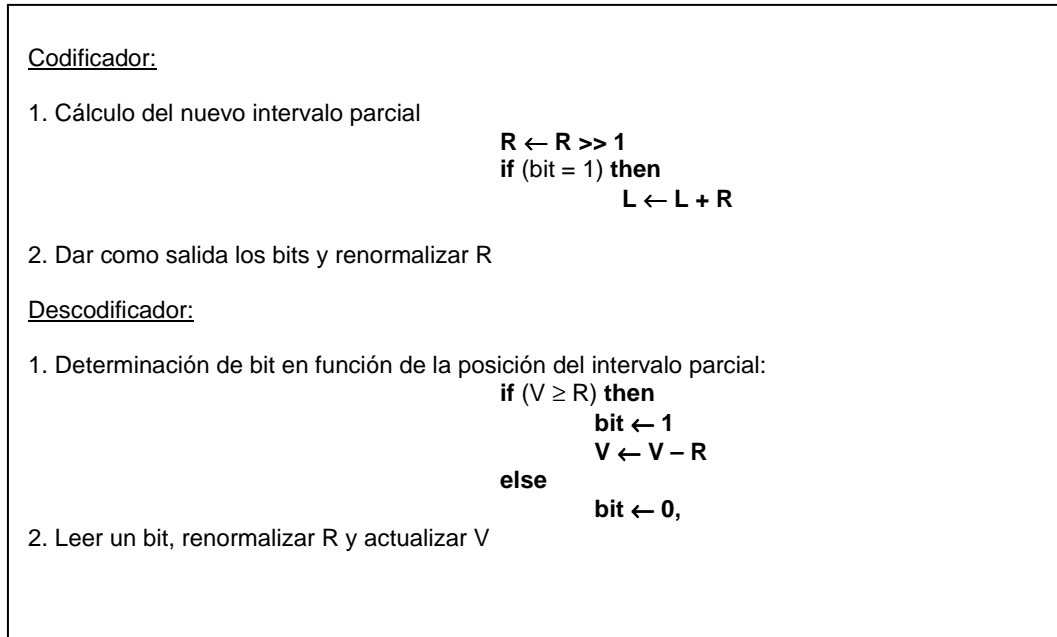 Codificador:
1. Cálculo del nuevo intervalo parcial
R ← R >> 1
if (bit = 1) then
L ← L + R
2. Dar como salida los bits y renormalizar R
Descodificador:
1. Determinación de bit en función de la posición del intervalo parcial:
if (V ≥ R) then
bit ← 1
V ← V – R
else
bit ← 0,
2. Leer un bit, renormalizar R y actualizar V